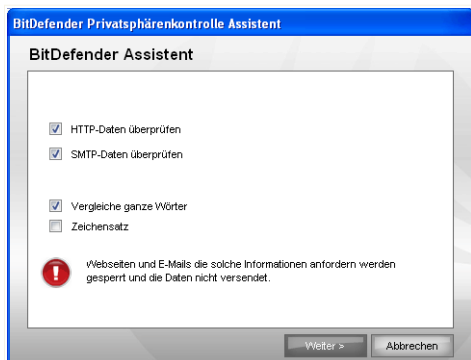 BitDefender Privatsphärenkontrolle Assistent
BitDefender Assistent
HTTP-Daten überprüfen
SMTP-Daten überprüfen
Vergleiche ganze Wörter
Zeichensatz
Webseiten und E-Mails die solche Informationen anfordern werden
gesperrt und die Daten nicht versendet.
Weiter >
Abbrechen